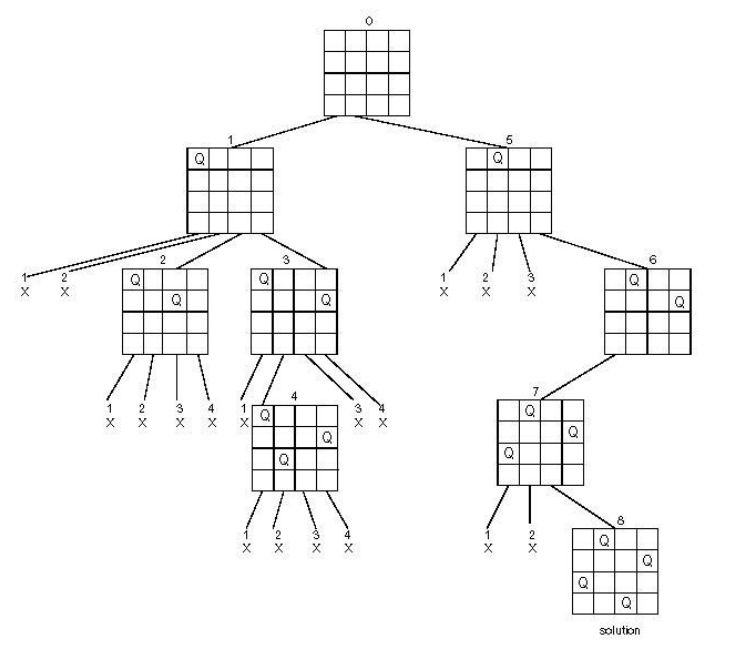 0
1 5
Q Q
2 3 6
1 2 Q Q 1 2 3 Q
X X Q Q X X X Q
1 2 3 4 1 4 3 4 7
X X X X X Q X X Q
Q Q
Q Q
1 2 3 4 1 2 8
X X X X X X Q
Q
Q
Q
solution